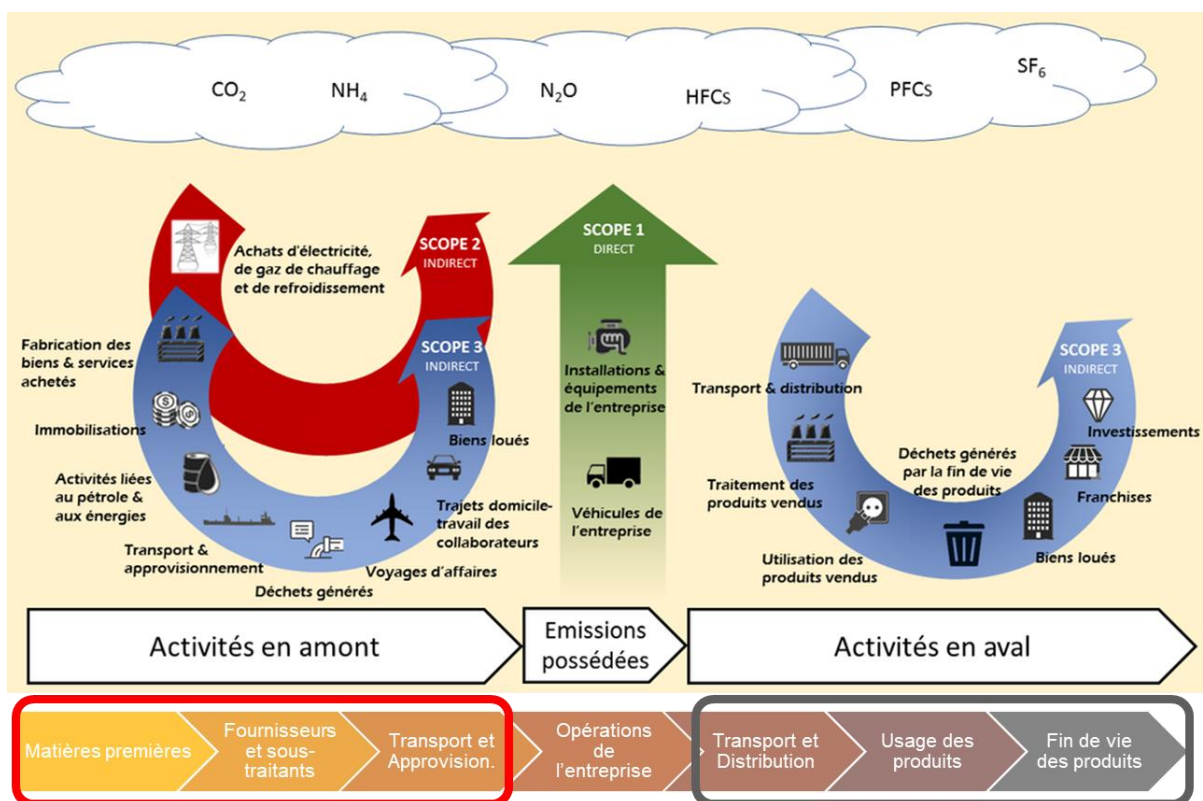 CO₂
NH₄
N₂O
HFCs
PFCs
SF₆
Achats d'électricité,
de gaz de chauffage
et de refroidissement
SCOPE 2
INDIRECT
Fabrication des
biens & services
achetés
Immobilisations
Activités liées
au pétrole &
aux énergies
Transport &
approvisionnement
Déchets générés
Voyages d'affaires
Trajets domicile-
travail des
collaborateurs
Biens loués
SCOPE 3
INDIRECT
SCOPE 1
DIRECT
Installations &
équipements
de l'entreprise
Véhicules de
l'entreprise
Transport & distribution
Traitement des
produits vendus
Utilisation des
produits vendus
Déchets générés
par la fin de vie
des produits
Biens loués
Franchises
Investissements
SCOPE 3
INDIRECT
Activités en amont
Emissions
possédées
Activités en aval
Matières premières
Fournisseurs
et sous-
traitants
Transport et
Approvision.
Opérations
de
l'entreprise
Transport et
Distribution
Usage des
produits
Fin de vie
des produits